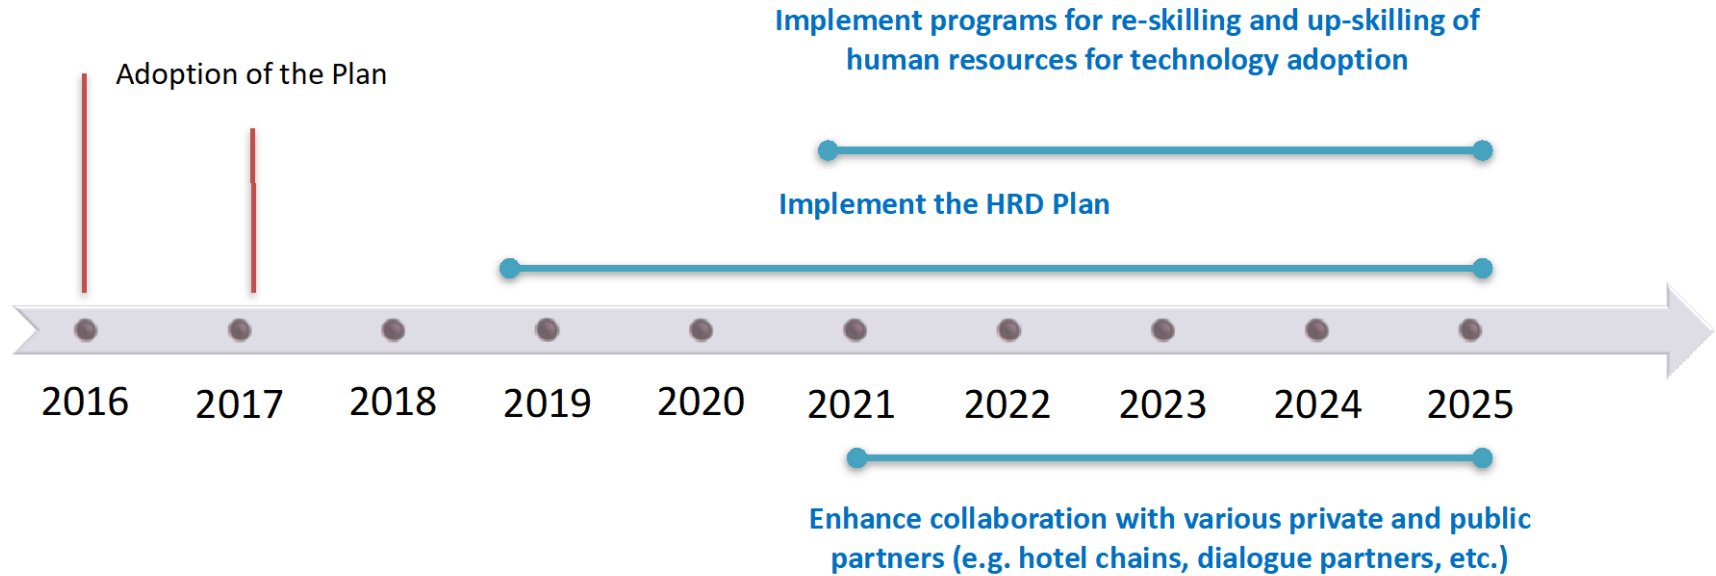 Implement programs for re-skilling and up-skilling of
human resources for technology adoption
Adoption of the Plan
Implement the HRD Plan
2016 2017 2018 2019 2020 2021 2022 2023 2024 2025
Enhance collaboration with various private and public
partners (e.g. hotel chains, dialogue partners, etc.)